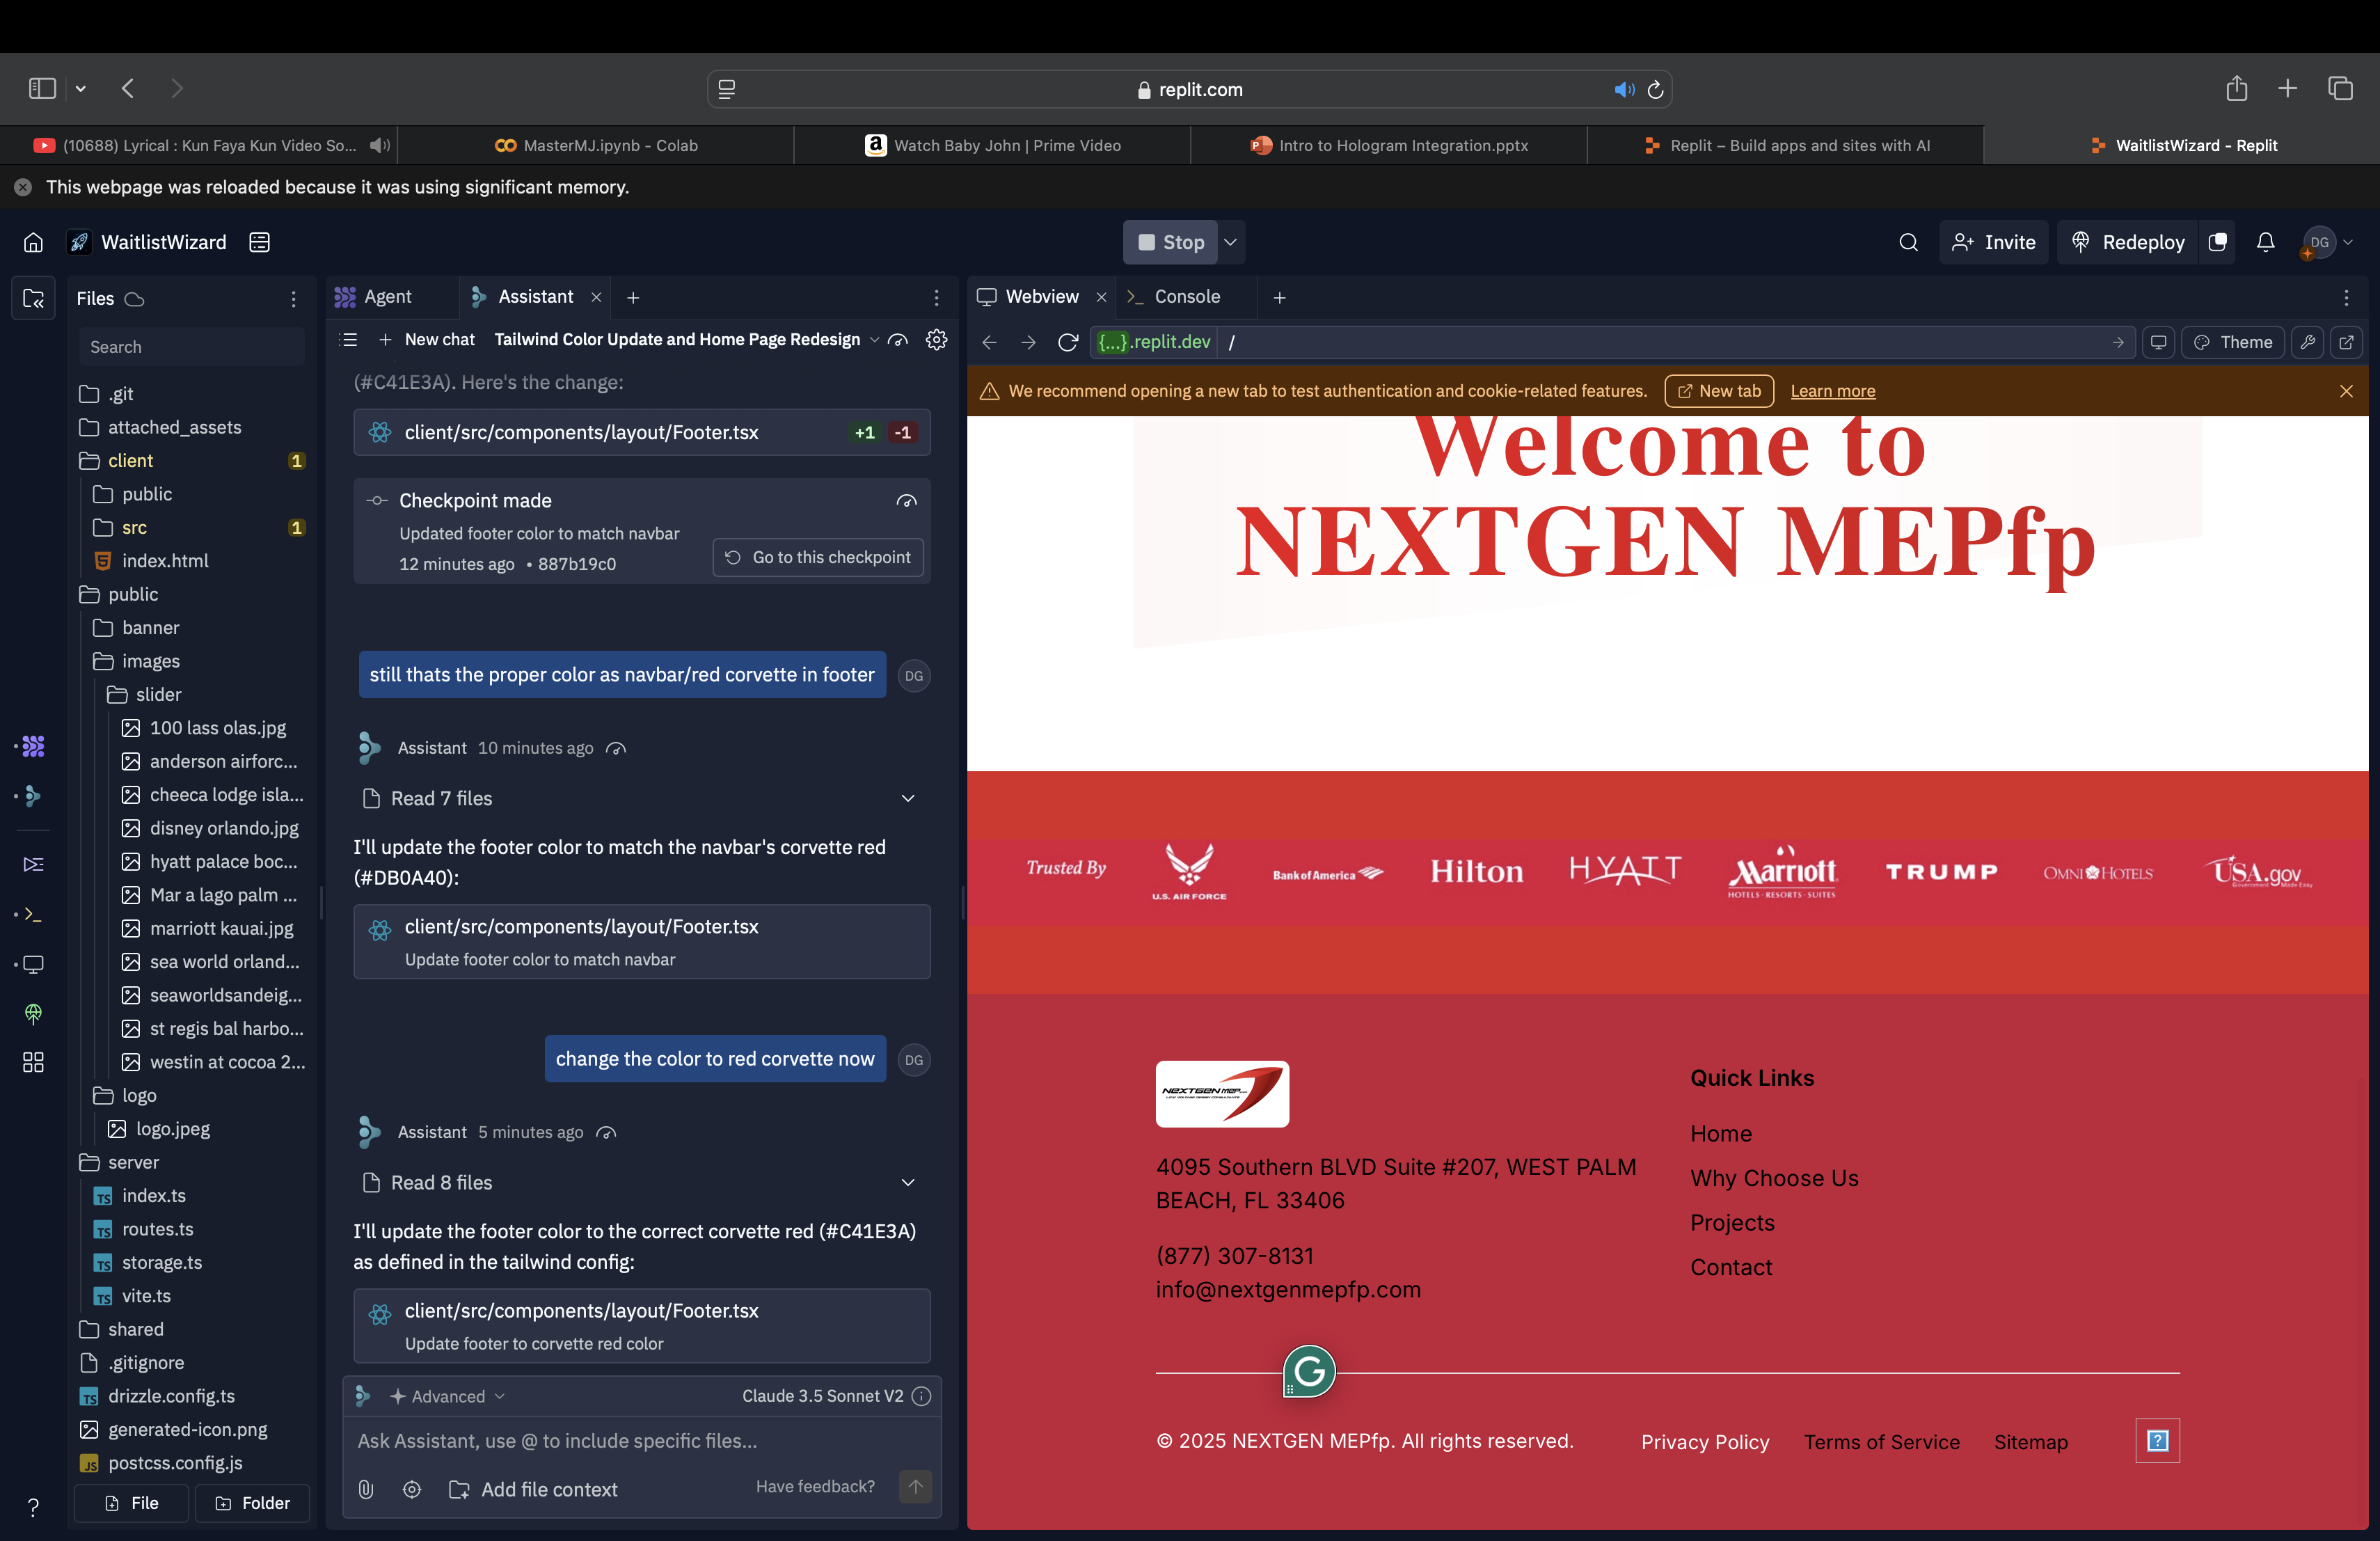 replit.com
(10688) Lyrical : Kun Faya Kun Video So...
MasterMJ.ipynb - Colab
Watch Baby John | Prime Video
Intro to Hologram Integration.pptx
Replit – Build apps and sites with AI
WaitlistWizard - Replit
This webpage was reloaded because it was using significant memory.
WaitlistWizard
Stop
Invite
Redeploy
DG
Files
Search
.git
attached_assets
client 1
public
src 1
index.html
public
banner
images
slider
100 lass olas.jpg
anderson airforc...
cheeca lodge isla...
disney orlando.jpg
hyatt palace boc...
Mar a lago palm ...
marriott kauai.jpg
sea world orland...
seaworldsandeig...
st regis bal harbo...
westin at cocoa 2...
logo
logo.jpeg
server
TS index.ts
TS routes.ts
TS storage.ts
TS vite.ts
shared
.gitignore
TS drizzle.config.ts
generated-icon.png
JS postcss.config.js
File Folder
?
Agent Assistant
New chat Tailwind Color Update and Home Page Redesign
(#C41E3A). Here's the change:
client/src/components/layout/Footer.tsx +1 -1
Checkpoint made
Updated footer color to match navbar
12 minutes ago • 887b19c0
Go to this checkpoint
still thats the proper color as navbar/red corvette in footer
DG
Assistant 10 minutes ago
Read 7 files
I'll update the footer color to match the navbar's corvette red
(#DB0A40):
client/src/components/layout/Footer.tsx
Update footer color to match navbar
change the color to red corvette now
DG
Assistant 5 minutes ago
Read 8 files
I'll update the footer color to the correct corvette red (#C41E3A)
as defined in the tailwind config:
client/src/components/layout/Footer.tsx
Update footer to corvette red color
Advanced
Claude 3.5 Sonnet V2
Ask Assistant, use @ to include specific files...
Add file context
Have feedback?
Webview Console
{...}.replit.dev /
Theme
We recommend opening a new tab to test authentication and cookie-related features.
New tab
Learn more
Welcome to
NEXTGEN MEPfp
Trusted By
U.S. AIR FORCE
Bank of America
Hilton
HYATT
Marriott
HOTELS · RESORTS · SUITES
TRUMP
OMNI HOTELS
USA.gov
Government Made Easy
NEXTGEN MEP
4095 Southern BLVD Suite #207, WEST PALM
BEACH, FL 33406
(877) 307-8131
info@nextgenmepfp.com
Quick Links
Home
Why Choose Us
Projects
Contact
G
© 2025 NEXTGEN MEPfp. All rights reserved.
Privacy Policy
Terms of Service
Sitemap
?